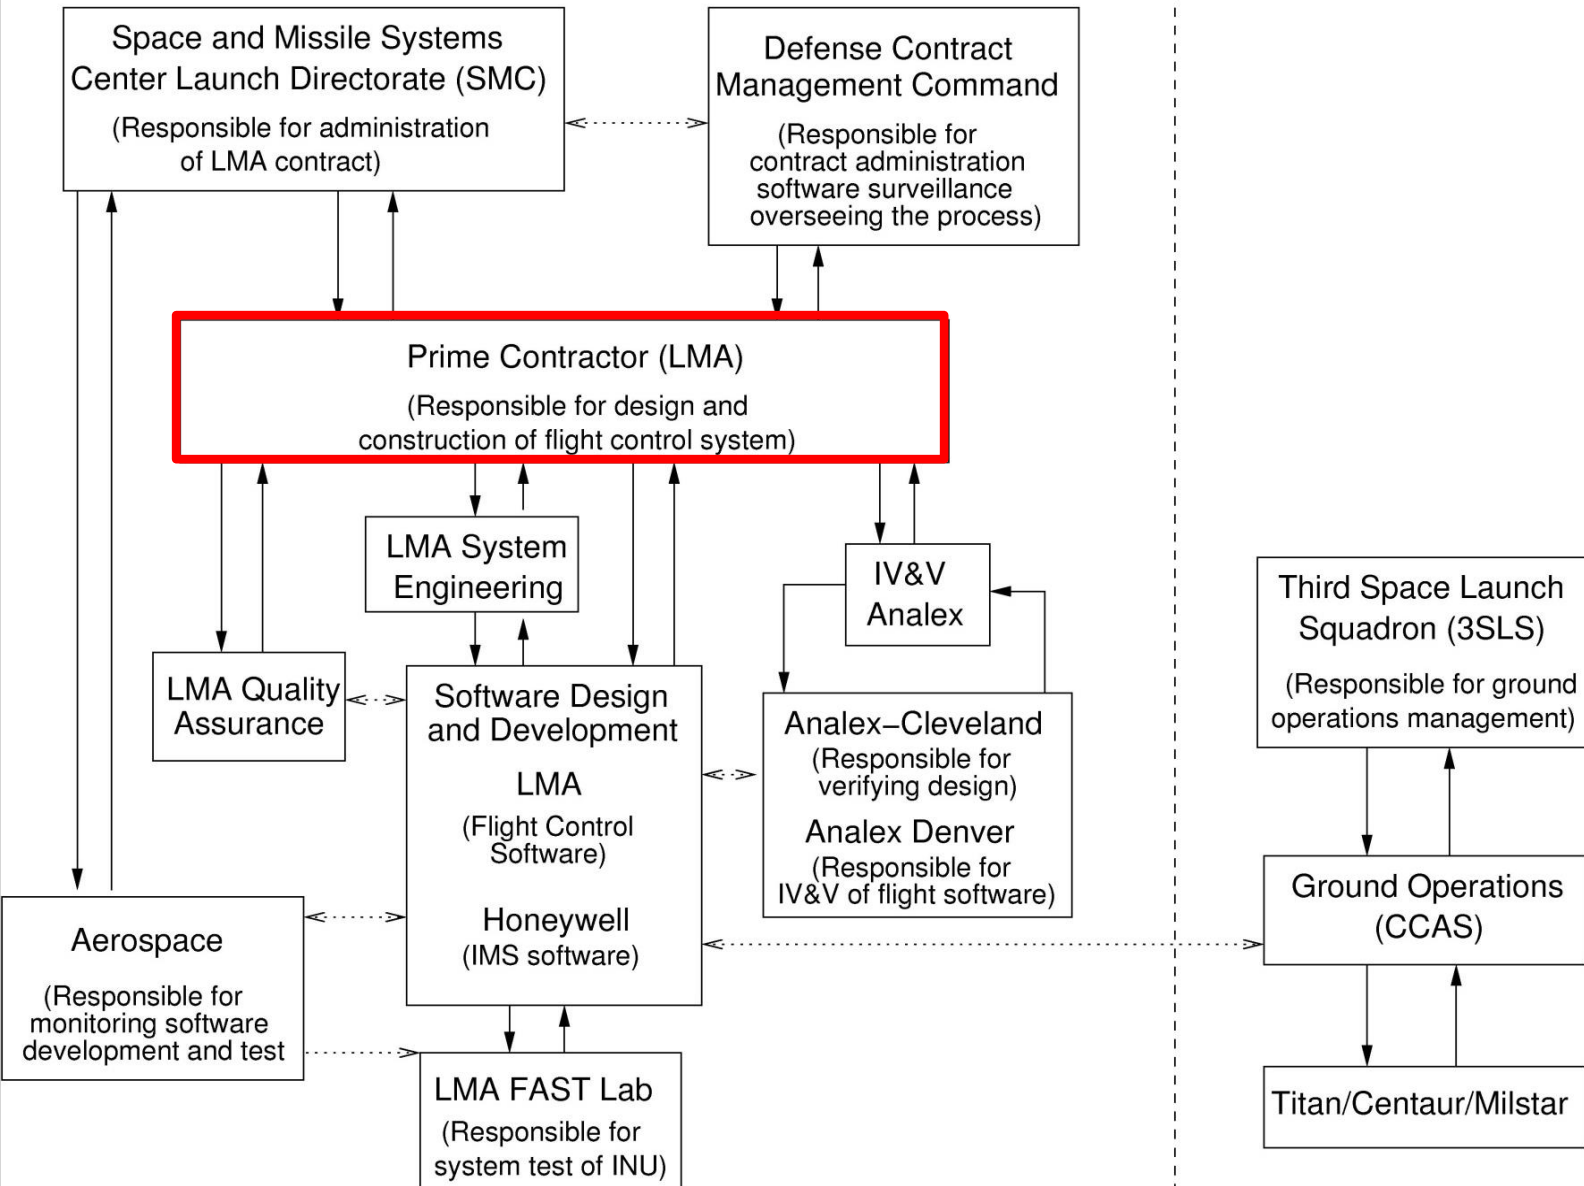 Space and Missile Systems
Center Launch Directorate (SMC)
(Responsible for administration
of LMA contract)
Defense Contract
Management Command
(Responsible for
contract administration
software surveillance
overseeing the process)
Prime Contractor (LMA)
(Responsible for design and
construction of flight control system)
LMA System
Engineering
IV&V
Analex
Third Space Launch
Squadron (3SLS)
(Responsible for ground
operations management)
LMA Quality
Assurance
Software Design
and Development
LMA
(Flight Control
Software)
Honeywell
(IMS software)
Analex–Cleveland
(Responsible for
verifying design)
Analex Denver
(Responsible for
IV&V of flight software)
Ground Operations
(CCAS)
Aerospace
(Responsible for
monitoring software
development and test
LMA FAST Lab
(Responsible for
system test of INU)
Titan/Centaur/Milstar